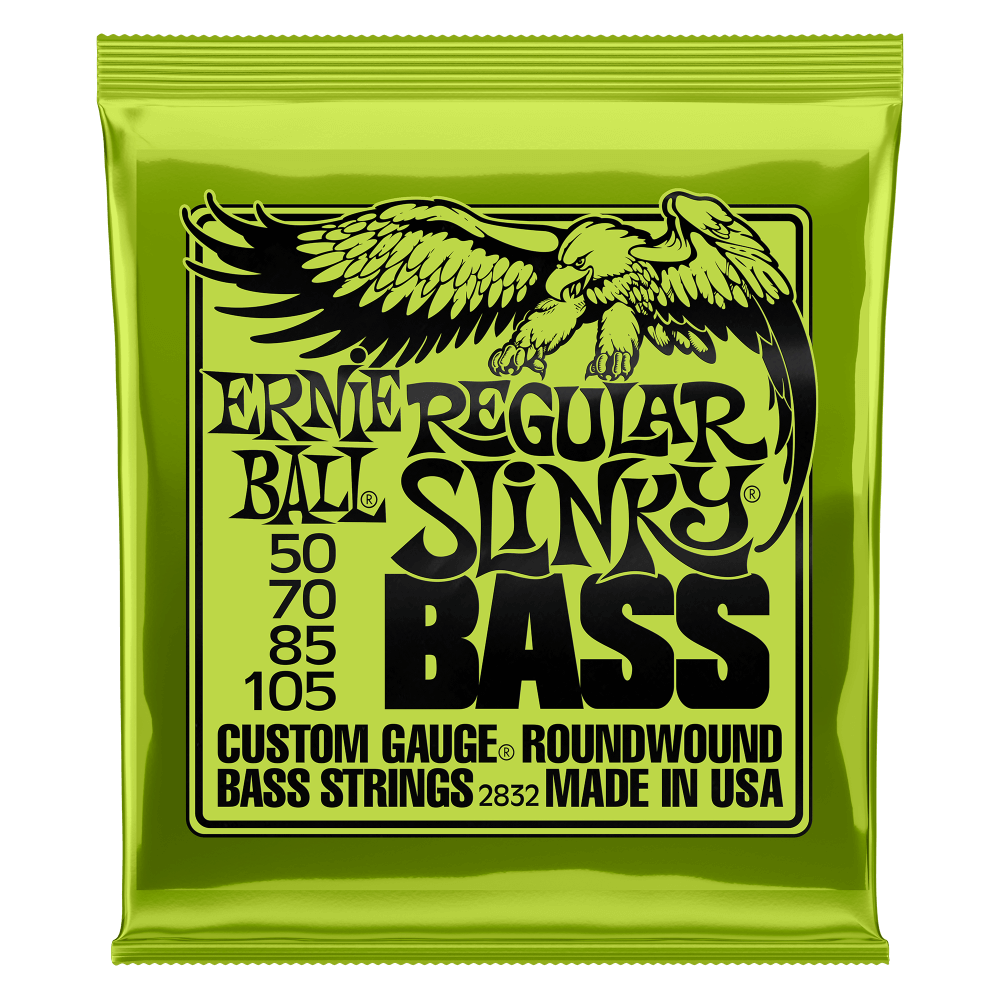 ERNiE
BALL®
REGULAR
SLiNKY®
BASS
50
70
85
105
CUSTOM GAUGE® ROUNDWOUND
BASS STRINGS 2832 MADE IN USA